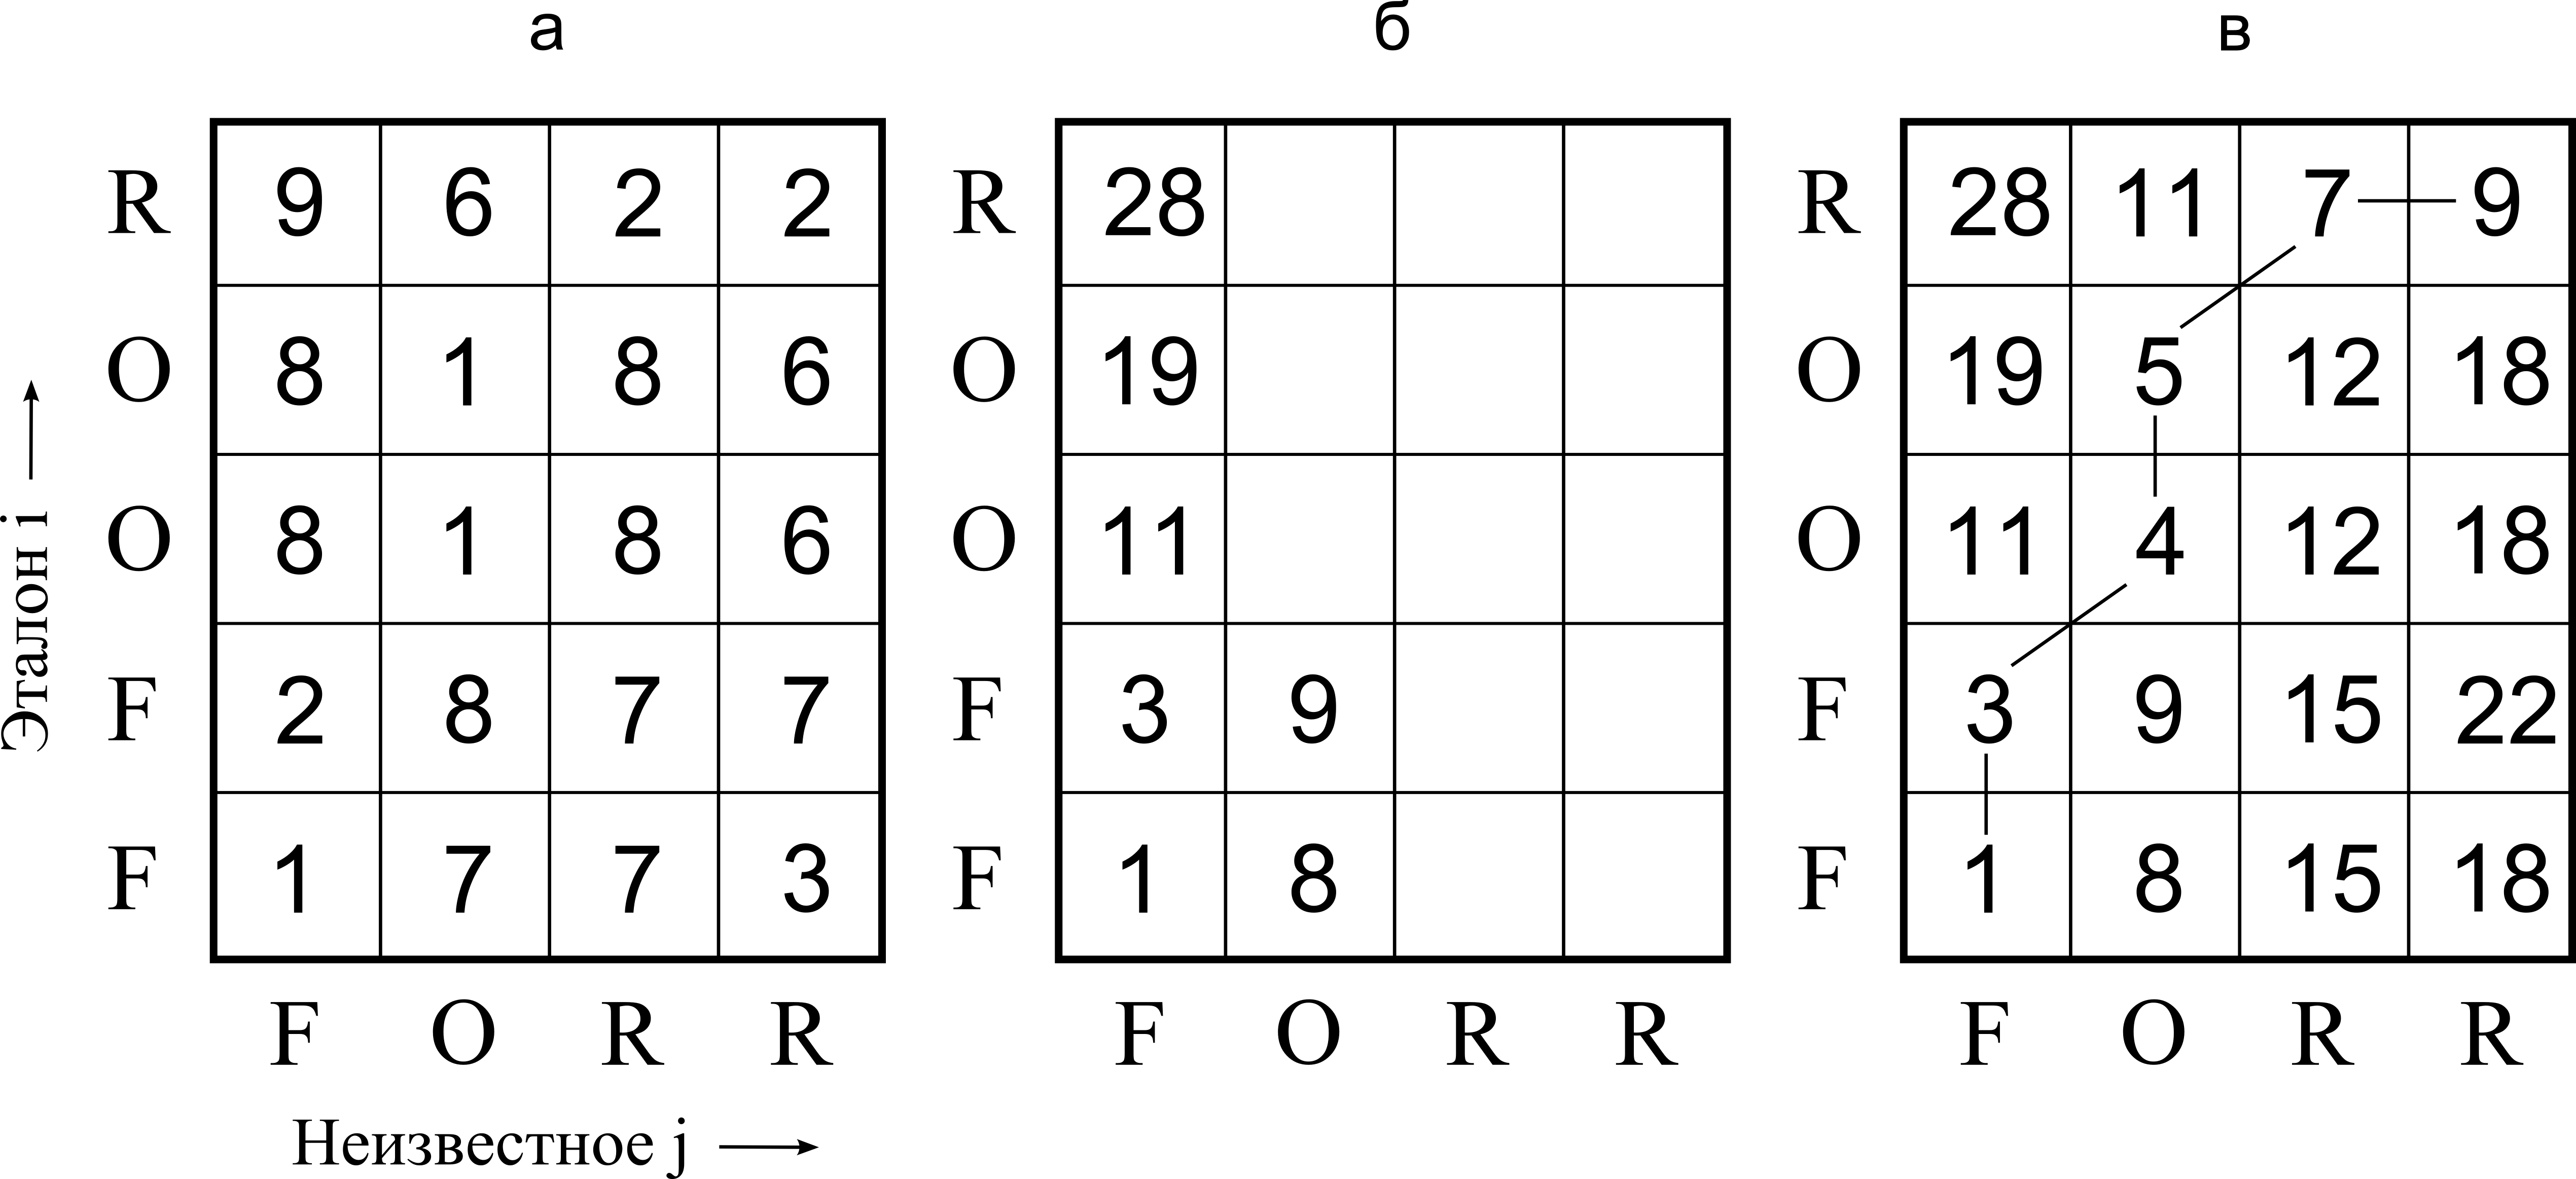 а б в
R 9 6 2 2 R 28 R 28 11 7 9
O 8 1 8 6 O 19 O 19 5 12 18
O 8 1 8 6 O 11 O 11 4 12 18
F 2 8 7 7 F 3 9 F 3 9 15 22
F 1 7 7 3 F 1 8 F 1 8 15 18
F O R R F O R R F O R R
Эталон i
Неизвестное j